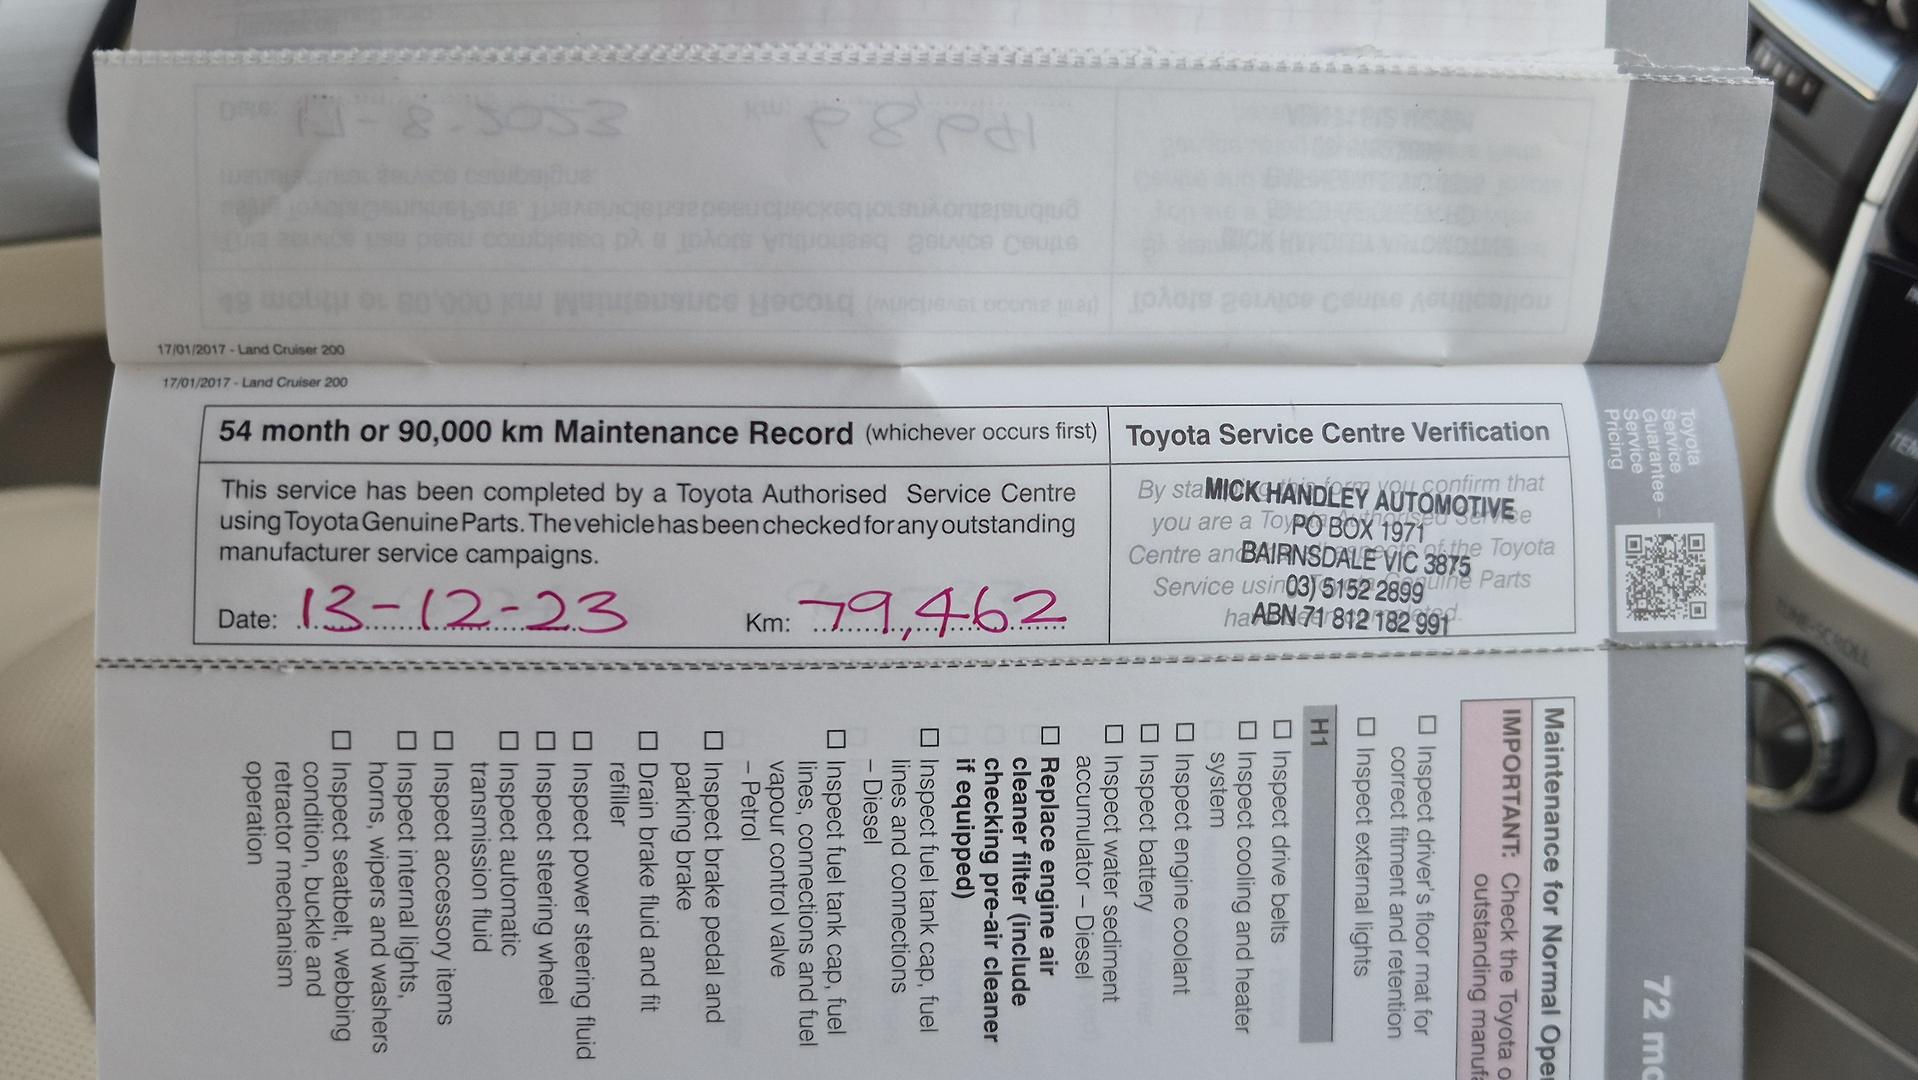 17/01/2017 - Land Cruiser 200
17/01/2017 - Land Cruiser 200
54 month or 90,000 km Maintenance Record (whichever occurs first)
This service has been completed by a Toyota Authorised Service Centre
using Toyota Genuine Parts. The vehicle has been checked for any outstanding
manufacturer service campaigns.
Date: 13-12-23 Km: 79,462
Toyota Service Centre Verification
MICK HANDLEY AUTOMOTIVE
PO BOX 1971
BAIRNSDALE VIC 3875
03) 5152 2899
ABN 71 812 182 991
Toyota
Service
Guarantee –
Service
Pricing
72 mo
Maintenance for Normal Ope
IMPORTANT: Check the Toyota o
outstanding manufa
☐ Inspect driver's floor mat for
correct fitment and retention
☐ Inspect external lights
H1
☐ Inspect drive belts
☐ Inspect cooling and heater
system
☐ Inspect engine coolant
☐ Inspect battery
☐ Inspect water sediment
accumulator – Diesel
☐ Replace engine air
cleaner filter (include
checking pre-air cleaner
if equipped)
☐ Inspect fuel tank cap, fuel
lines and connections
– Diesel
☐ Inspect fuel tank cap, fuel
lines, connections and fuel
vapour control valve
– Petrol
☐ Inspect brake pedal and
parking brake
☐ Drain brake fluid and fit
refiller
☐ Inspect power steering fluid
☐ Inspect steering wheel
☐ Inspect automatic
transmission fluid
☐ Inspect accessory items
☐ Inspect internal lights,
horns, wipers and washers
☐ Inspect seatbelt, webbing
condition, buckle and
retractor mechanism
operation
TUNE•SCROLL